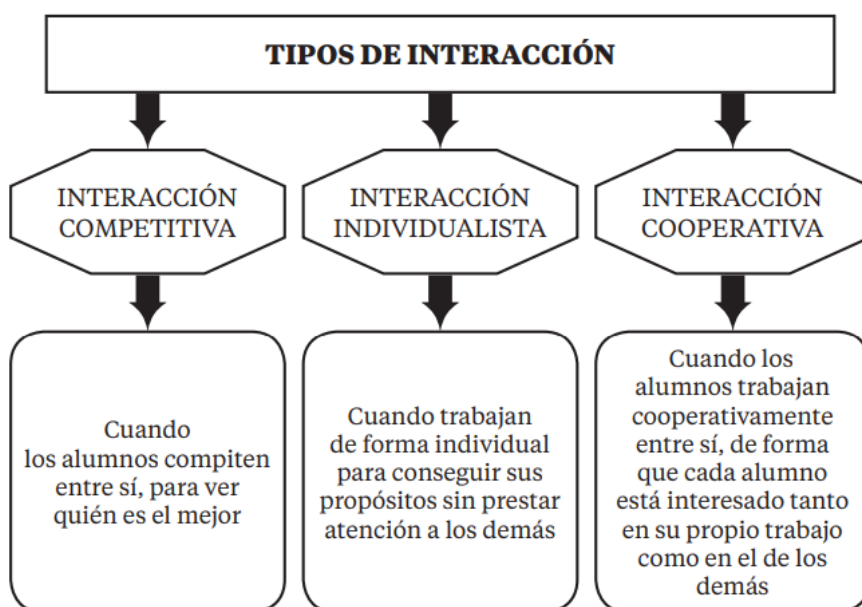 TIPOS DE INTERACCIÓN
INTERACCIÓN
COMPETITIVA
INTERACCIÓN
INDIVIDUALISTA
INTERACCIÓN
COOPERATIVA
Cuando
los alumnos compiten
entre sí, para ver
quién es el mejor
Cuando trabajan
de forma individual
para conseguir sus
propósitos sin prestar
atención a los demás
Cuando los
alumnos trabajan
cooperativamente
entre sí, de forma
que cada alumno
está interesado tanto
en su propio trabajo
como en el de los
demás